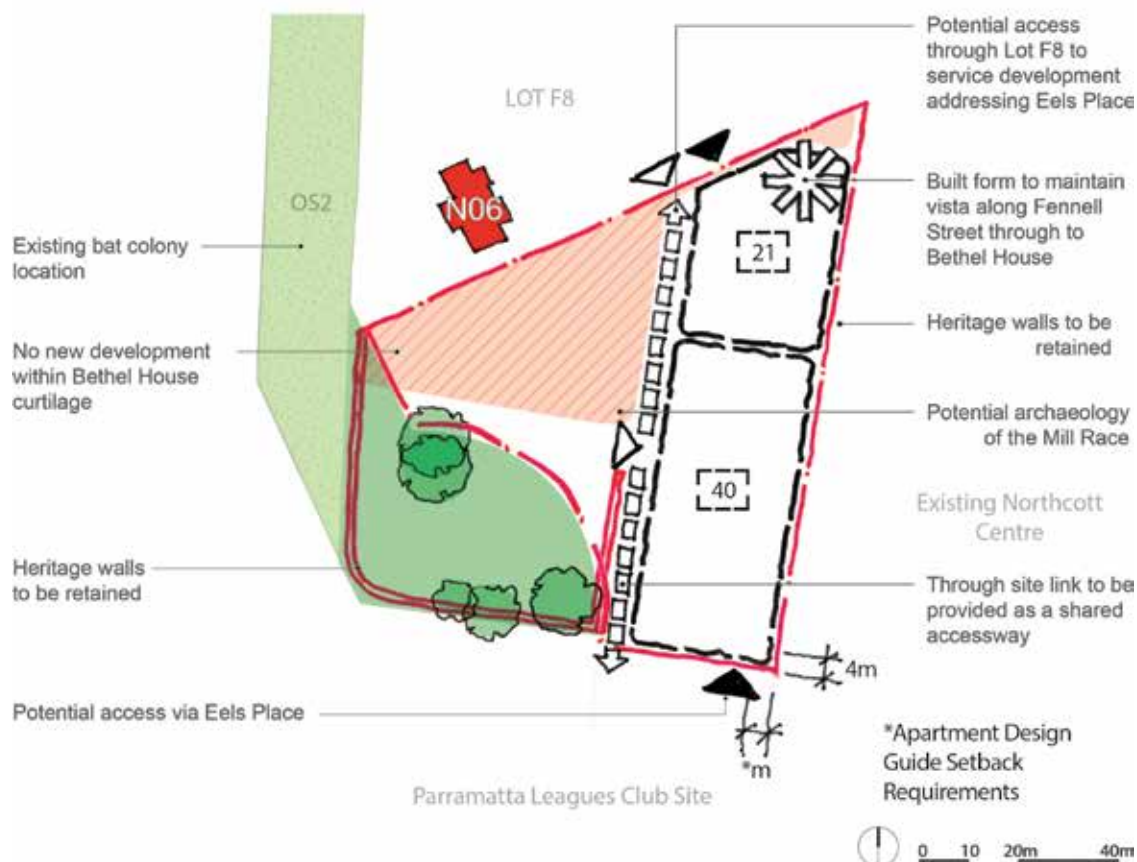 Potential access
through Lot F8 to
service development
addressing Eels Place
LOT F8
N06
OS2
Existing bat colony
location
Built form to maintain
vista along Fennell
Street through to
Bethel House
21
No new development
within Bethel House
curtilage
Heritage walls to be
retained
Potential archaeology
of the Mill Race
40
Existing Northcott
Centre
Heritage walls
to be retained
Through site link to be
provided as a shared
accessway
4m
Potential access via Eels Place
*m
*Apartment Design
Guide Setback
Requirements
Parramatta Leagues Club Site
0 10 20m 40m